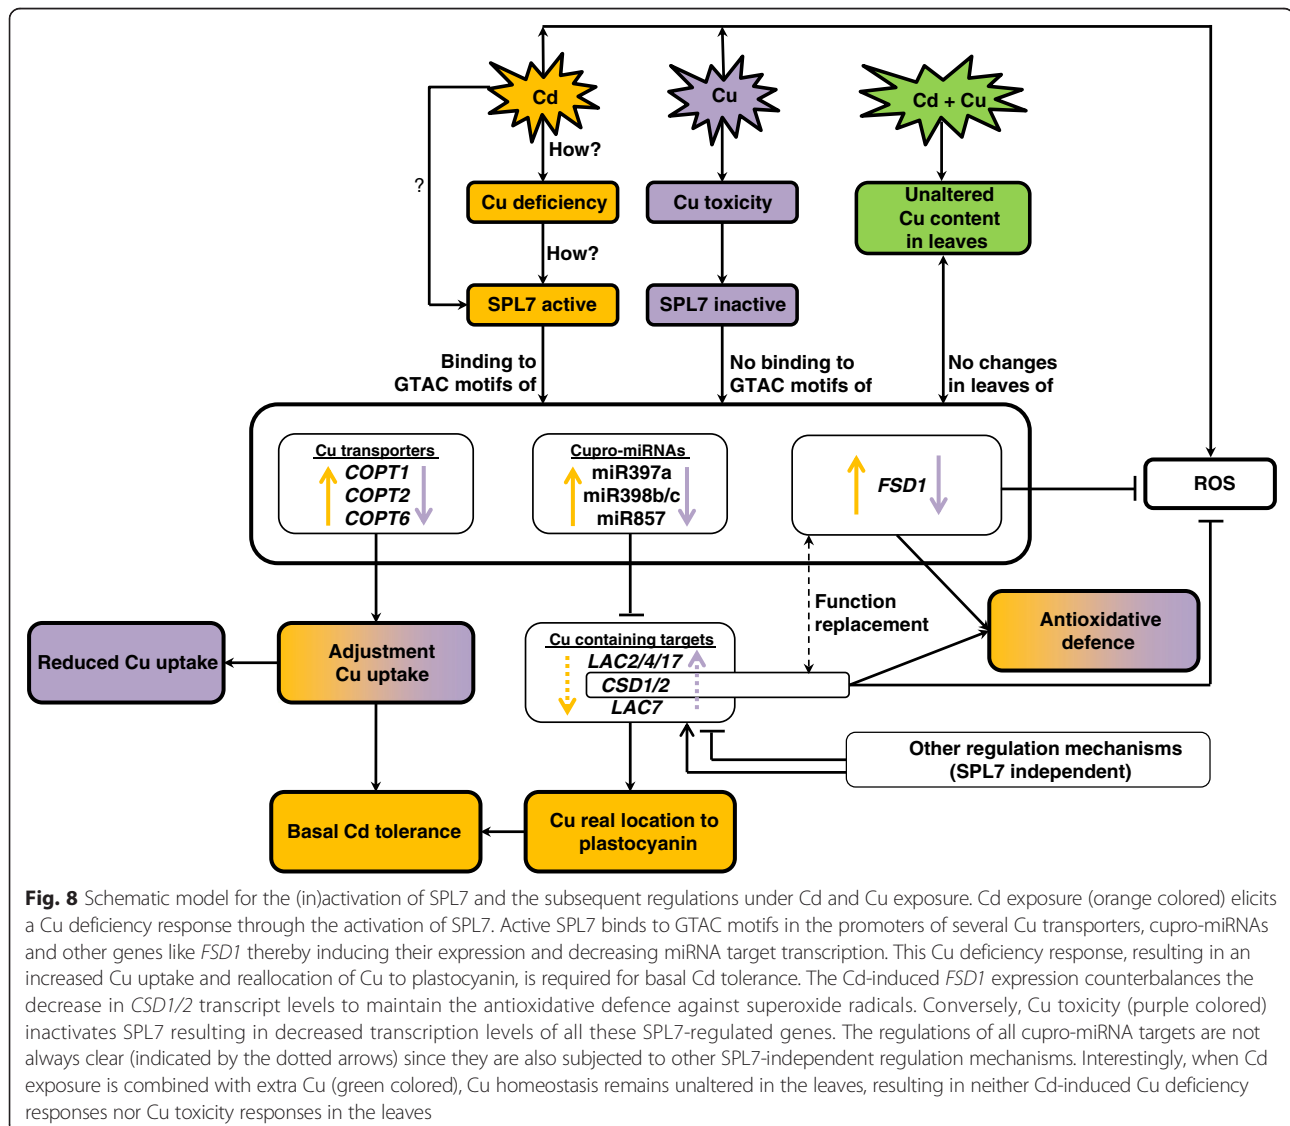 Cd
Cu
Cd + Cu
How?
?
Cu deficiency
Cu toxicity
Unaltered
Cu content
in leaves
How?
SPL7 active
SPL7 inactive
Binding to
GTAC motifs of
No binding to
GTAC motifs of
No changes
in leaves of
Cu transporters
COPT1
COPT2
COPT6
Cupro-miRNAs
miR397a
miR398b/c
miR857
FSD1
ROS
Function
replacement
Antioxidative
defence
Reduced Cu uptake
Adjustment
Cu uptake
Cu containing targets
LAC2/4/17
CSD1/2
LAC7
Other regulation mechanisms
(SPL7 independent)
Basal Cd tolerance
Cu real location to
plastocyanin
Fig. 8 Schematic model for the (in)activation of SPL7 and the subsequent regulations under Cd and Cu exposure. Cd exposure (orange colored) elicits
a Cu deficiency response through the activation of SPL7. Active SPL7 binds to GTAC motifs in the promoters of several Cu transporters, cupro-miRNAs
and other genes like FSD1 thereby inducing their expression and decreasing miRNA target transcription. This Cu deficiency response, resulting in an
increased Cu uptake and reallocation of Cu to plastocyanin, is required for basal Cd tolerance. The Cd-induced FSD1 expression counterbalances the
decrease in CSD1/2 transcript levels to maintain the antioxidative defence against superoxide radicals. Conversely, Cu toxicity (purple colored)
inactivates SPL7 resulting in decreased transcription levels of all these SPL7-regulated genes. The regulations of all cupro-miRNA targets are not
always clear (indicated by the dotted arrows) since they are also subjected to other SPL7-independent regulation mechanisms. Interestingly, when Cd
exposure is combined with extra Cu (green colored), Cu homeostasis remains unaltered in the leaves, resulting in neither Cd-induced Cu deficiency
responses nor Cu toxicity responses in the leaves